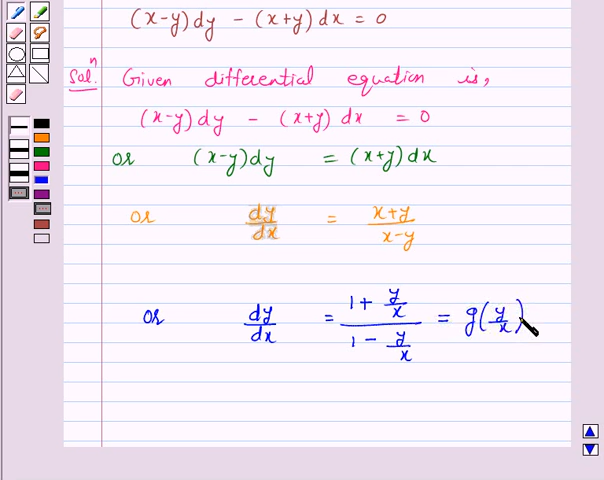 (x-y)dy - (x+y)dx = 0
Solⁿ Given differential equation is,
(x-y)dy - (x+y)dx = 0
or (x-y)dy = (x+y)dx
or dy/dx = x+y/x-y
or dy/dx = 1+y/x/1-y/x = g(y/x)